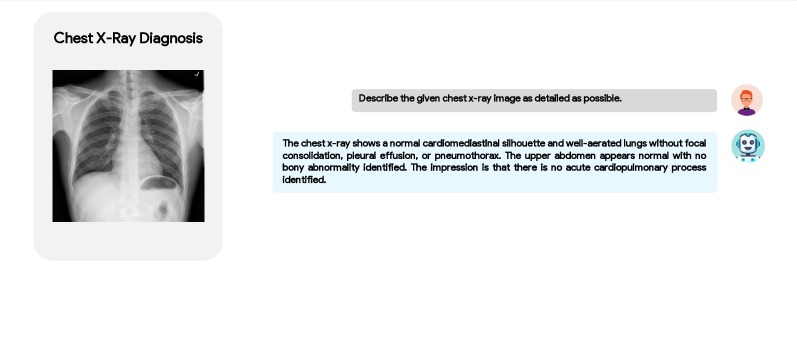 Chest X-Ray Diagnosis
Describe the given chest x-ray image as detailed as possible.
The chest x-ray shows a normal cardiomediastinal silhouette and well-aerated lungs without focal
consolidation, pleural effusion, or pneumothorax. The upper abdomen appears normal with no
bony abnormality identified. The impression is that there is no acute cardiopulmonary process
identified.